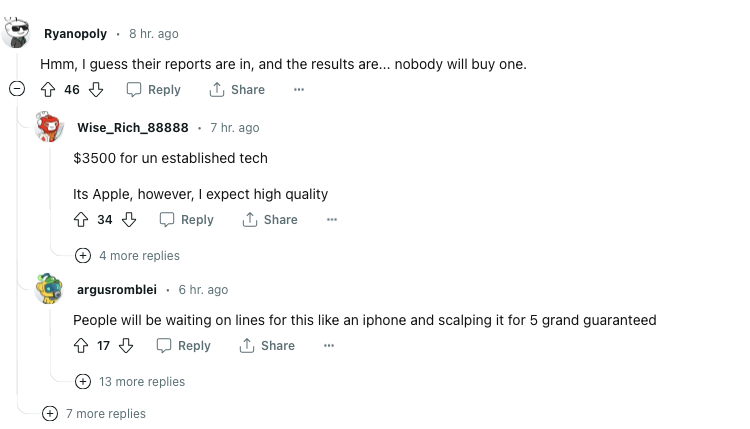 Ryanopoly · 8 hr. ago
Hmm, I guess their reports are in, and the results are... nobody will buy one.
46 Reply Share ···
Wise_Rich_88888 · 7 hr. ago
$3500 for un established tech
Its Apple, however, I expect high quality
34 Reply Share ···
4 more replies
argusromblei · 6 hr. ago
People will be waiting on lines for this like an iphone and scalping it for 5 grand guaranteed
17 Reply Share ···
13 more replies
7 more replies